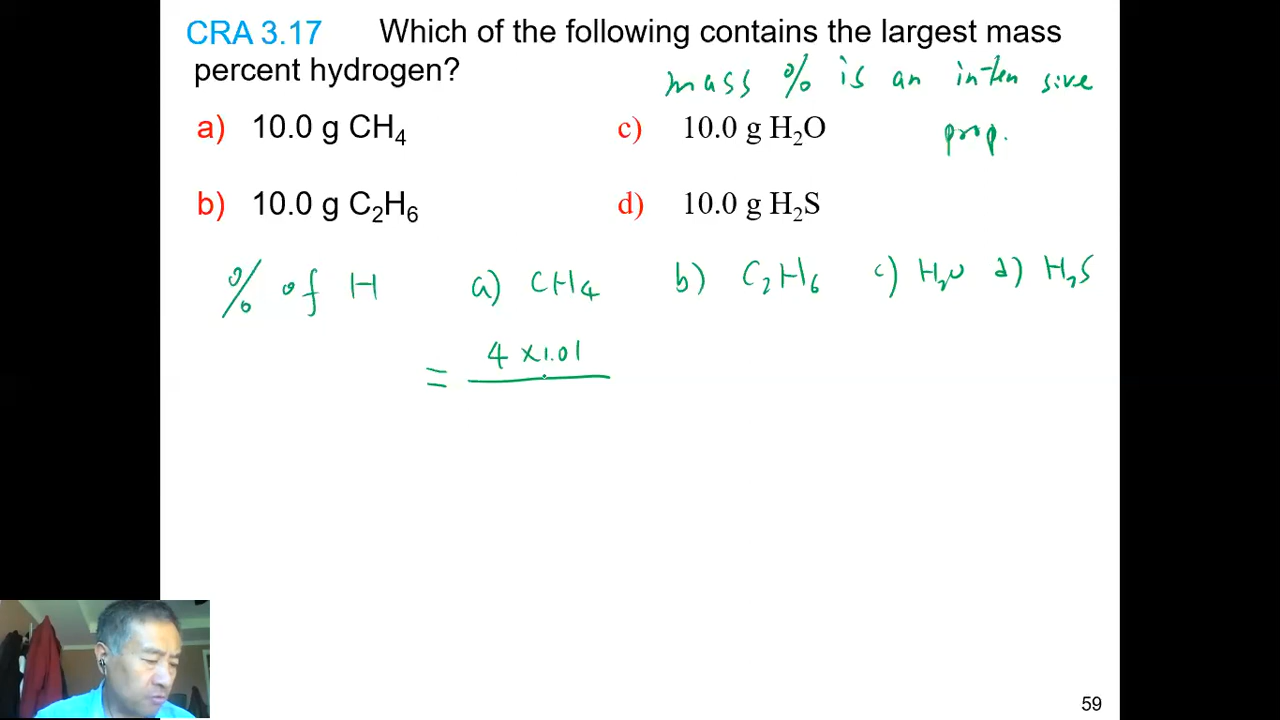 CRA 3.17 Which of the following contains the largest mass
percent hydrogen?
mass % is an intensive
prop.
a) 10.0 g CH₄
c) 10.0 g H₂O
b) 10.0 g C₂H₆
d) 10.0 g H₂S
% of H a) CH₄ b) C₂H₆ c) H₂O d) H₂S
= 4 × 1.01
59